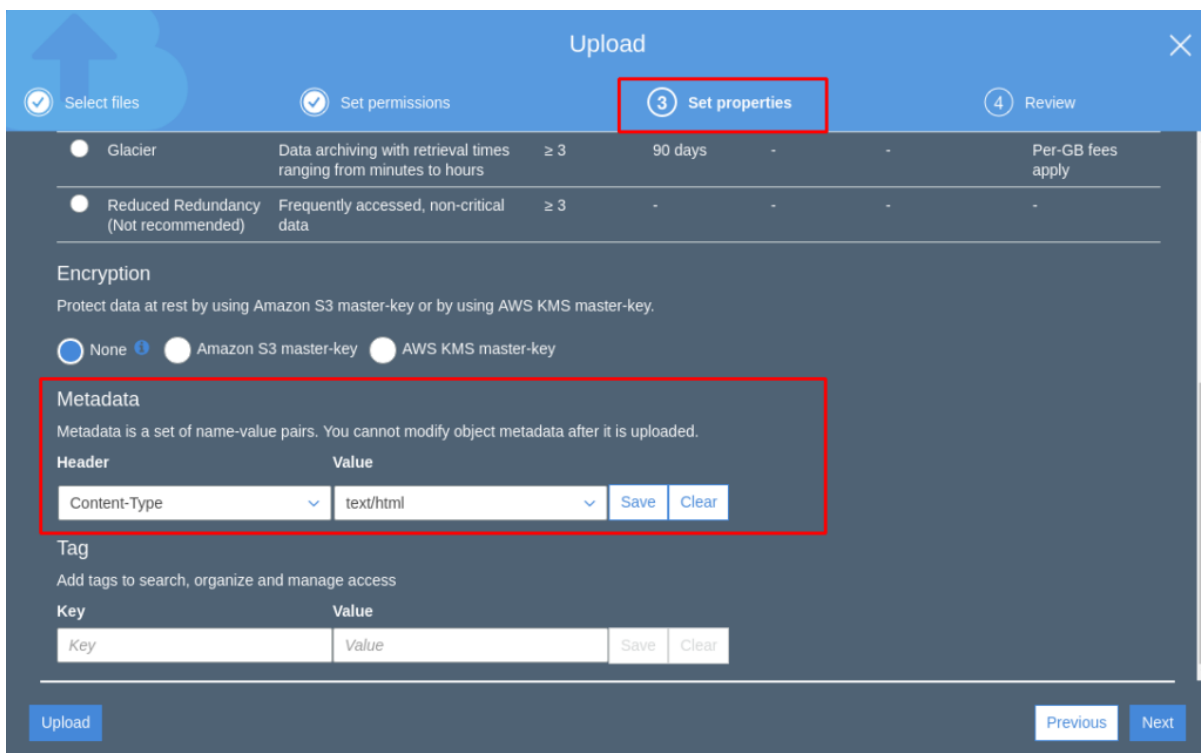 Upload
Select files
Set permissions
3 Set properties
4 Review
Glacier Data archiving with retrieval times ≥ 3 90 days - - Per-GB fees
ranging from minutes to hours apply
Reduced Redundancy Frequently accessed, non-critical ≥ 3 - - - -
(Not recommended) data
Encryption
Protect data at rest by using Amazon S3 master-key or by using AWS KMS master-key.
None Amazon S3 master-key AWS KMS master-key
Metadata
Metadata is a set of name-value pairs. You cannot modify object metadata after it is uploaded.
Header Value
Content-Type text/html Save Clear
Tag
Add tags to search, organize and manage access
Key Value
Key Value Save Clear
Upload Previous Next